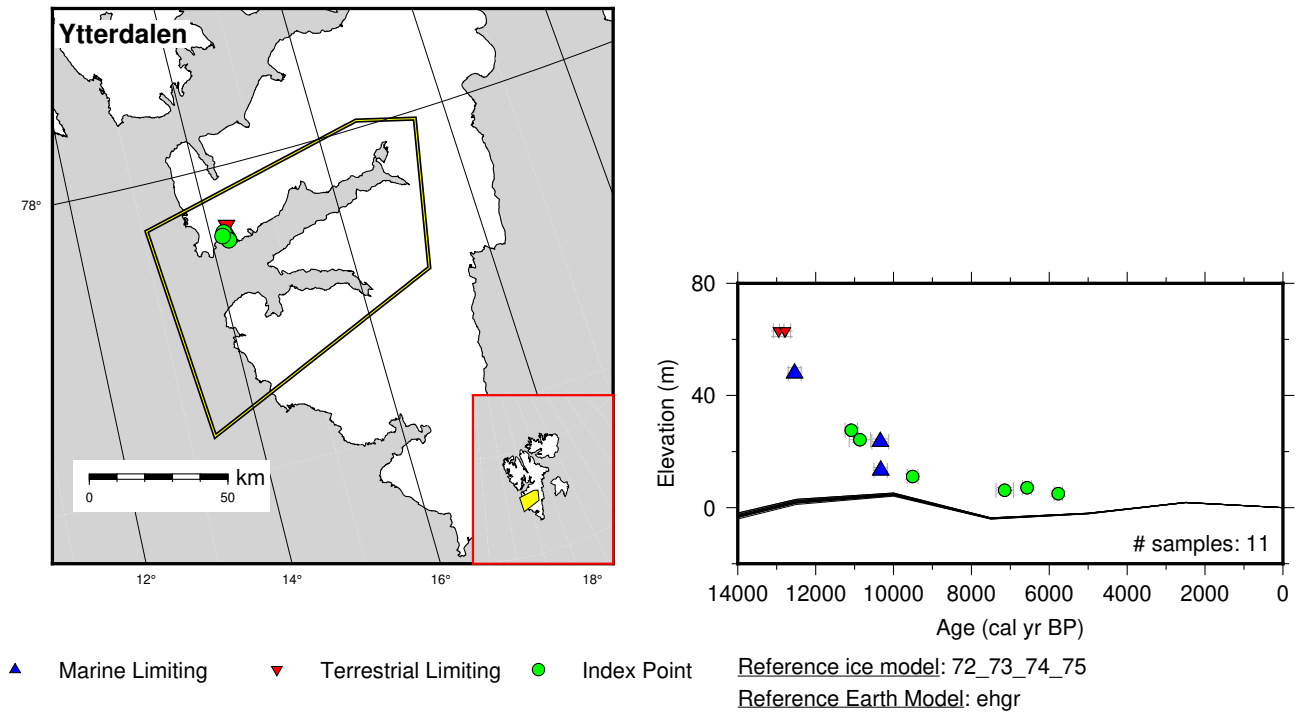 Ytterdalen
78°
12°
14°
16°
18°
0
50
km
80
40
0
Elevation (m)
# samples: 11
14000
12000
10000
8000
6000
4000
2000
0
Age (cal yr BP)
Marine Limiting
Terrestrial Limiting
Index Point
Reference ice model: 72_73_74_75
Reference Earth Model: ehgr